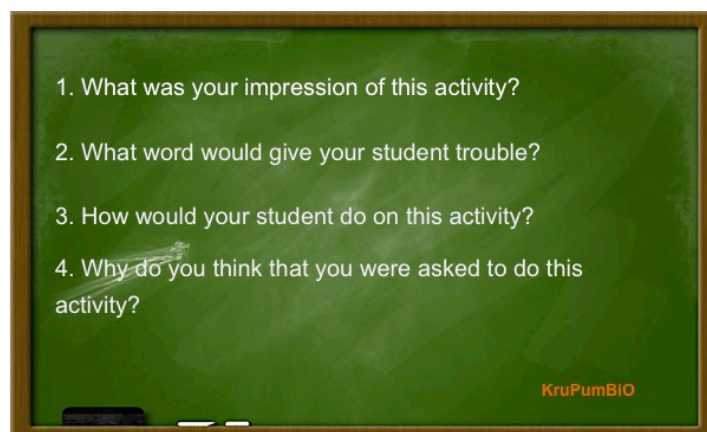 1. What was your impression of this activity?
2. What word would give your student trouble?
3. How would your student do on this activity?
4. Why do you think that you were asked to do this
activity?
KruPumBiO